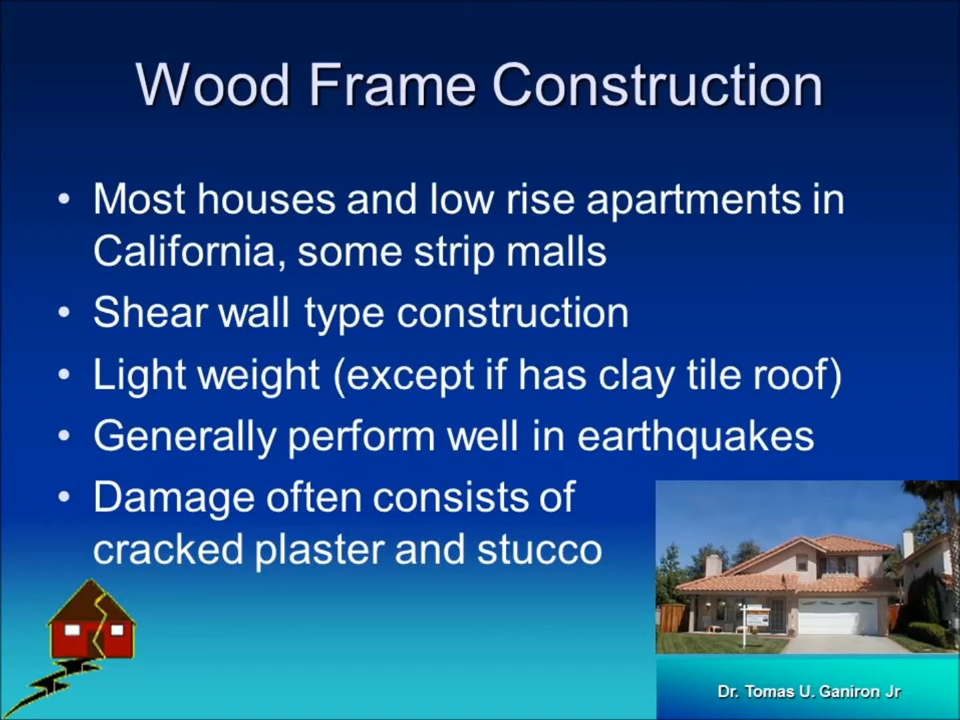 Wood Frame Construction
• Most houses and low rise apartments in
California, some strip malls
• Shear wall type construction
• Light weight (except if has clay tile roof)
• Generally perform well in earthquakes
• Damage often consists of
cracked plaster and stucco
Dr. Tomas U. Ganiron Jr